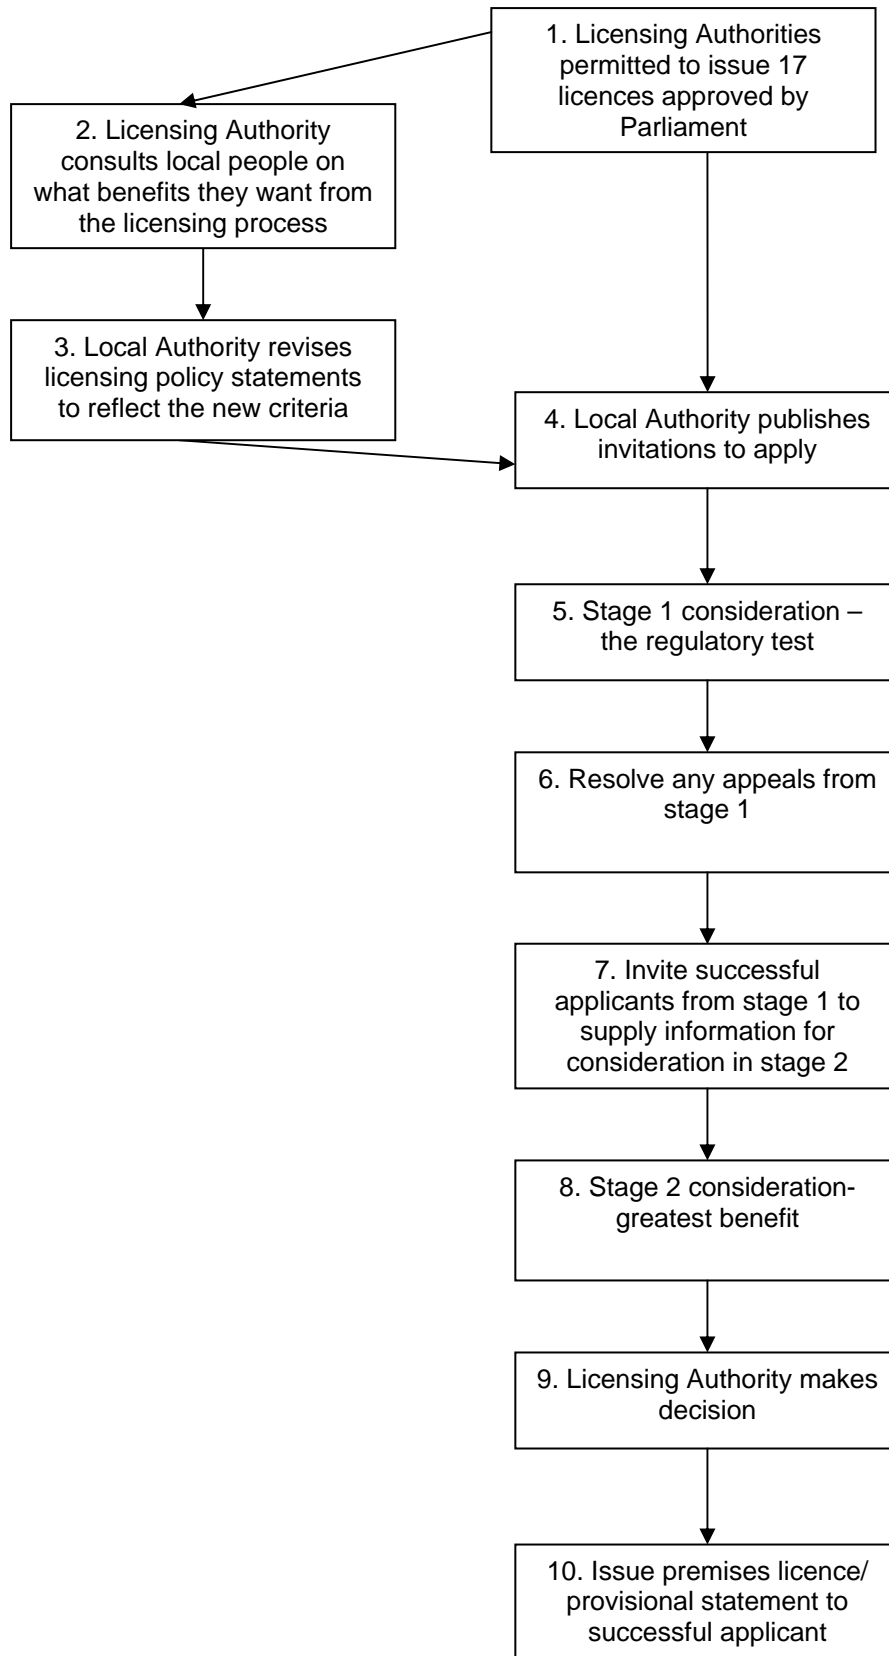 1. Licensing Authorities
permitted to issue 17
licences approved by
Parliament
2. Licensing Authority
consults local people on
what benefits they want from
the licensing process
3. Local Authority revises
licensing policy statements
to reflect the new criteria
4. Local Authority publishes
invitations to apply
5. Stage 1 consideration –
the regulatory test
6. Resolve any appeals from
stage 1
7. Invite successful
applicants from stage 1 to
supply information for
consideration in stage 2
8. Stage 2 consideration-
greatest benefit
9. Licensing Authority makes
decision
10. Issue premises licence/
provisional statement to
successful applicant